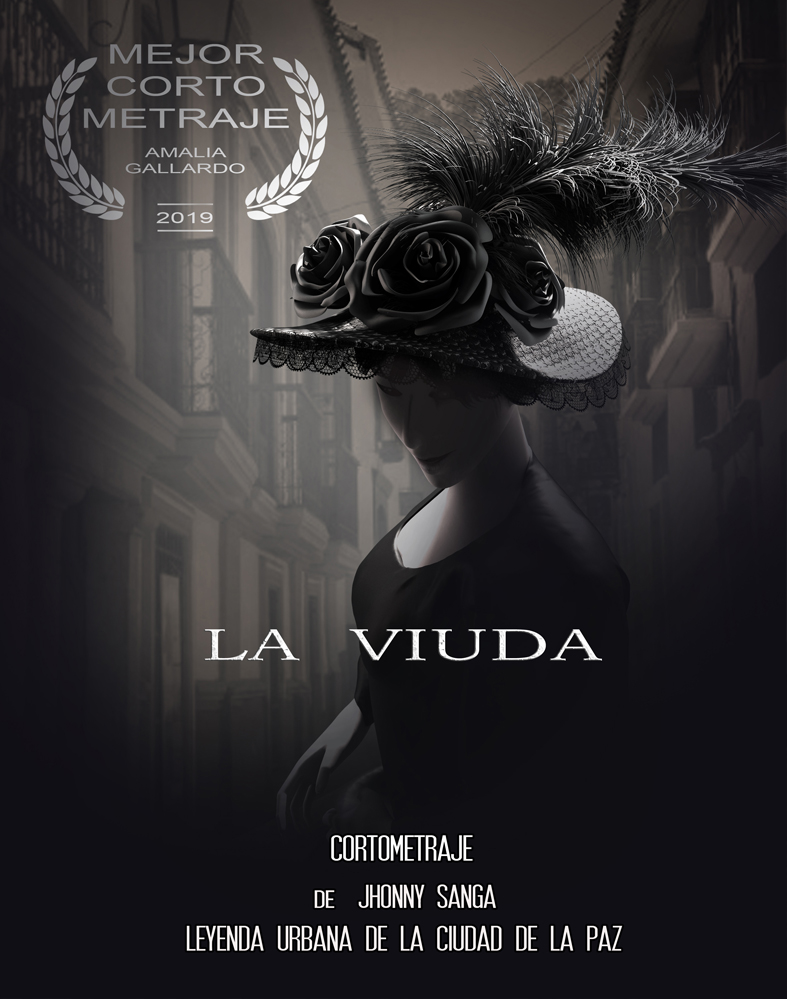 MEJOR
CORTO
METRAJE
AMALIA
GALLARDO
2019
LA VIUDA
CORTOMETRAJE
DE JHONNY SANGA
LEYENDA URBANA DE LA CIUDAD DE LA PAZ